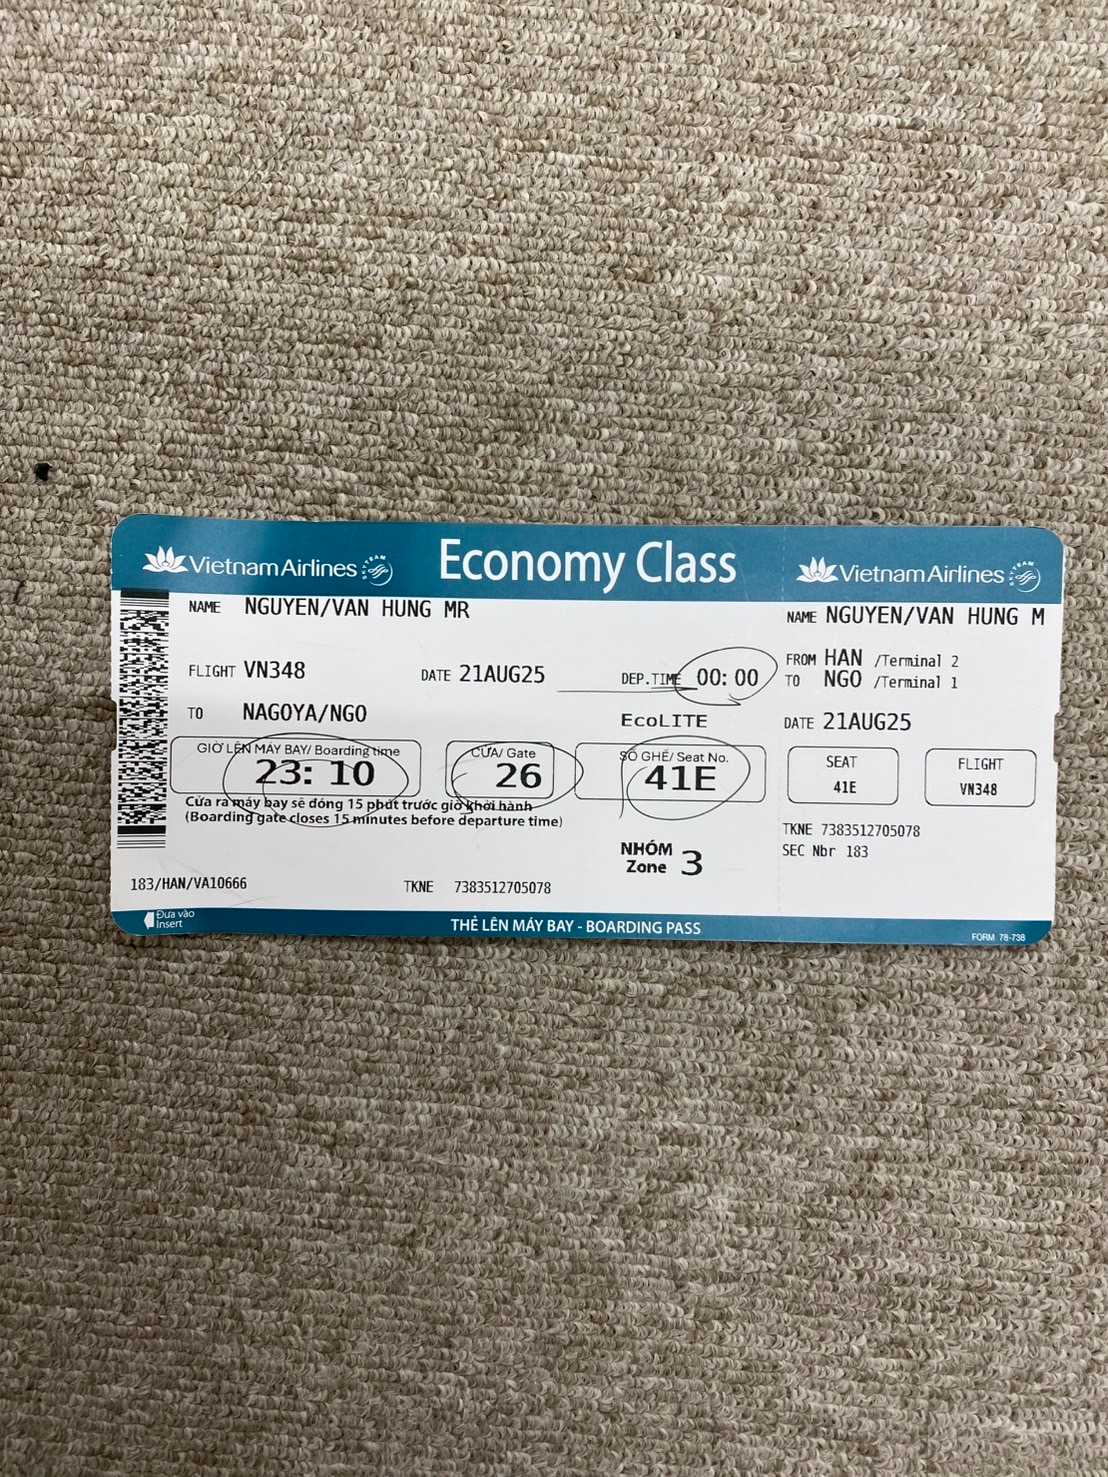 Vietnam Airlines SKYTEAM
Economy Class
Vietnam Airlines SKYTEAM
NAME NGUYEN/VAN HUNG MR
FLIGHT VN348 DATE 21AUG25 DEP.TIME 00:00
TO NAGOYA/NGO EcoLITE
GIỜ LÊN MÁY BAY/ Boarding time
23:10
CỬA/ Gate
26
SỐ GHẾ/ Seat No.
41E
Cửa ra máy bay sẽ đóng 15 phút trước giờ khởi hành
(Boarding gate closes 15 minutes before departure time)
NHÓM
Zone 3
183/HAN/VA10666 TKNE 7383512705078
Đưa vào
Insert
THẺ LÊN MÁY BAY - BOARDING PASS
NAME NGUYEN/VAN HUNG M
FROM HAN /Terminal 2
TO NGO /Terminal 1
DATE 21AUG25
SEAT
41E
FLIGHT
VN348
TKNE 7383512705078
SEC Nbr 183
FORM 78-738